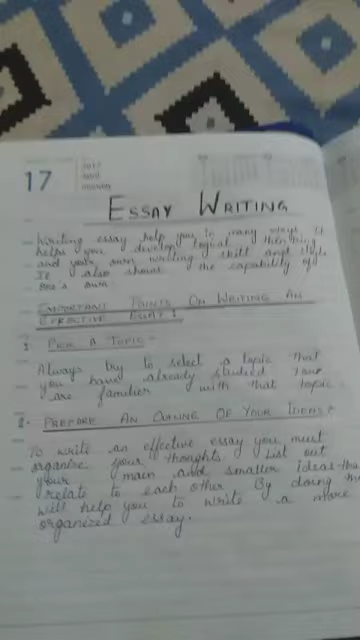 17
2017
MONDAY
ESSAY WRITING
Writing essay help you in many ways. It
helps you develop logical thinking
and your own writing skill and style.
It also shows the capability of
one's own.
IMPORTANT POINTS ON WRITING AN
EFFECTIVE ESSAY:
1. PICK A TOPIC-
Always try to select a topic that
you have already studied and
are familier with that topic.
2. PREPARE AN OUTLINE OF YOUR IDEAS:-
To write an effective essay you must
organize your thoughts. List out
your main and smaller ideas that
relate to each other By doing this
will help you to write a more
organized essay.